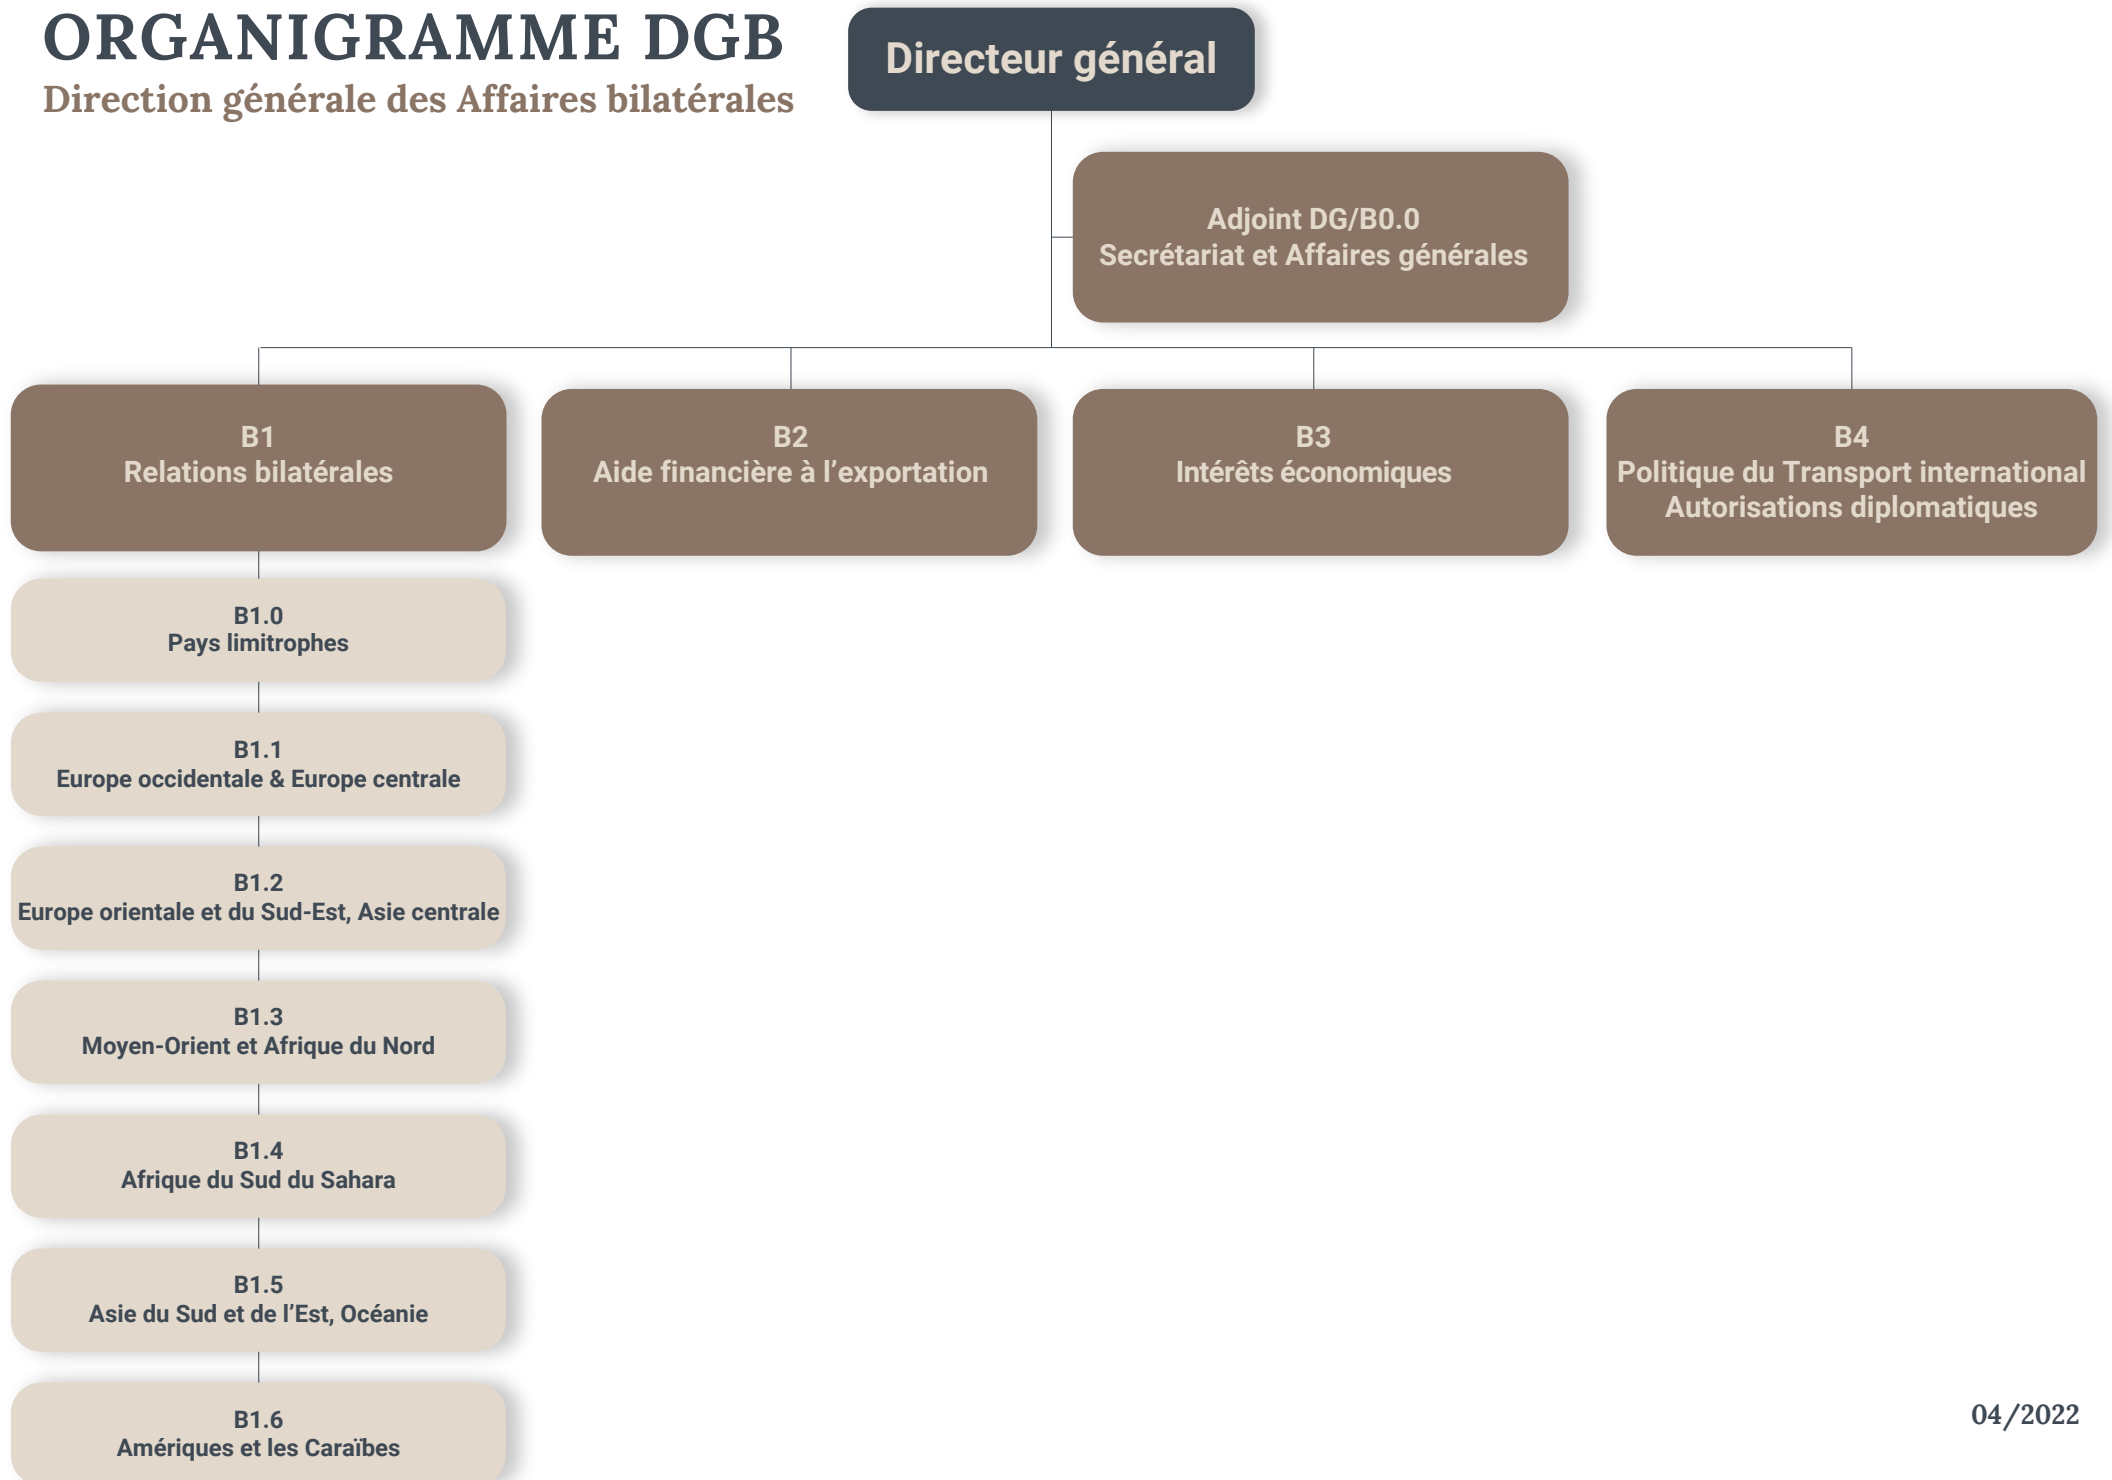 ORGANIGRAMME DGB
Direction générale des Affaires bilatérales
Directeur général
Adjoint DG/B0.0
Secrétariat et Affaires générales
B1
Relations bilatérales
B2
Aide financière à l’exportation
B3
Intérêts économiques
B4
Politique du Transport international
Autorisations diplomatiques
B1.0
Pays limitrophes
B1.1
Europe occidentale & Europe centrale
B1.2
Europe orientale et du Sud-Est, Asie centrale
B1.3
Moyen-Orient et Afrique du Nord
B1.4
Afrique du Sud du Sahara
B1.5
Asie du Sud et de l’Est, Océanie
B1.6
Amériques et les Caraïbes
04/2022